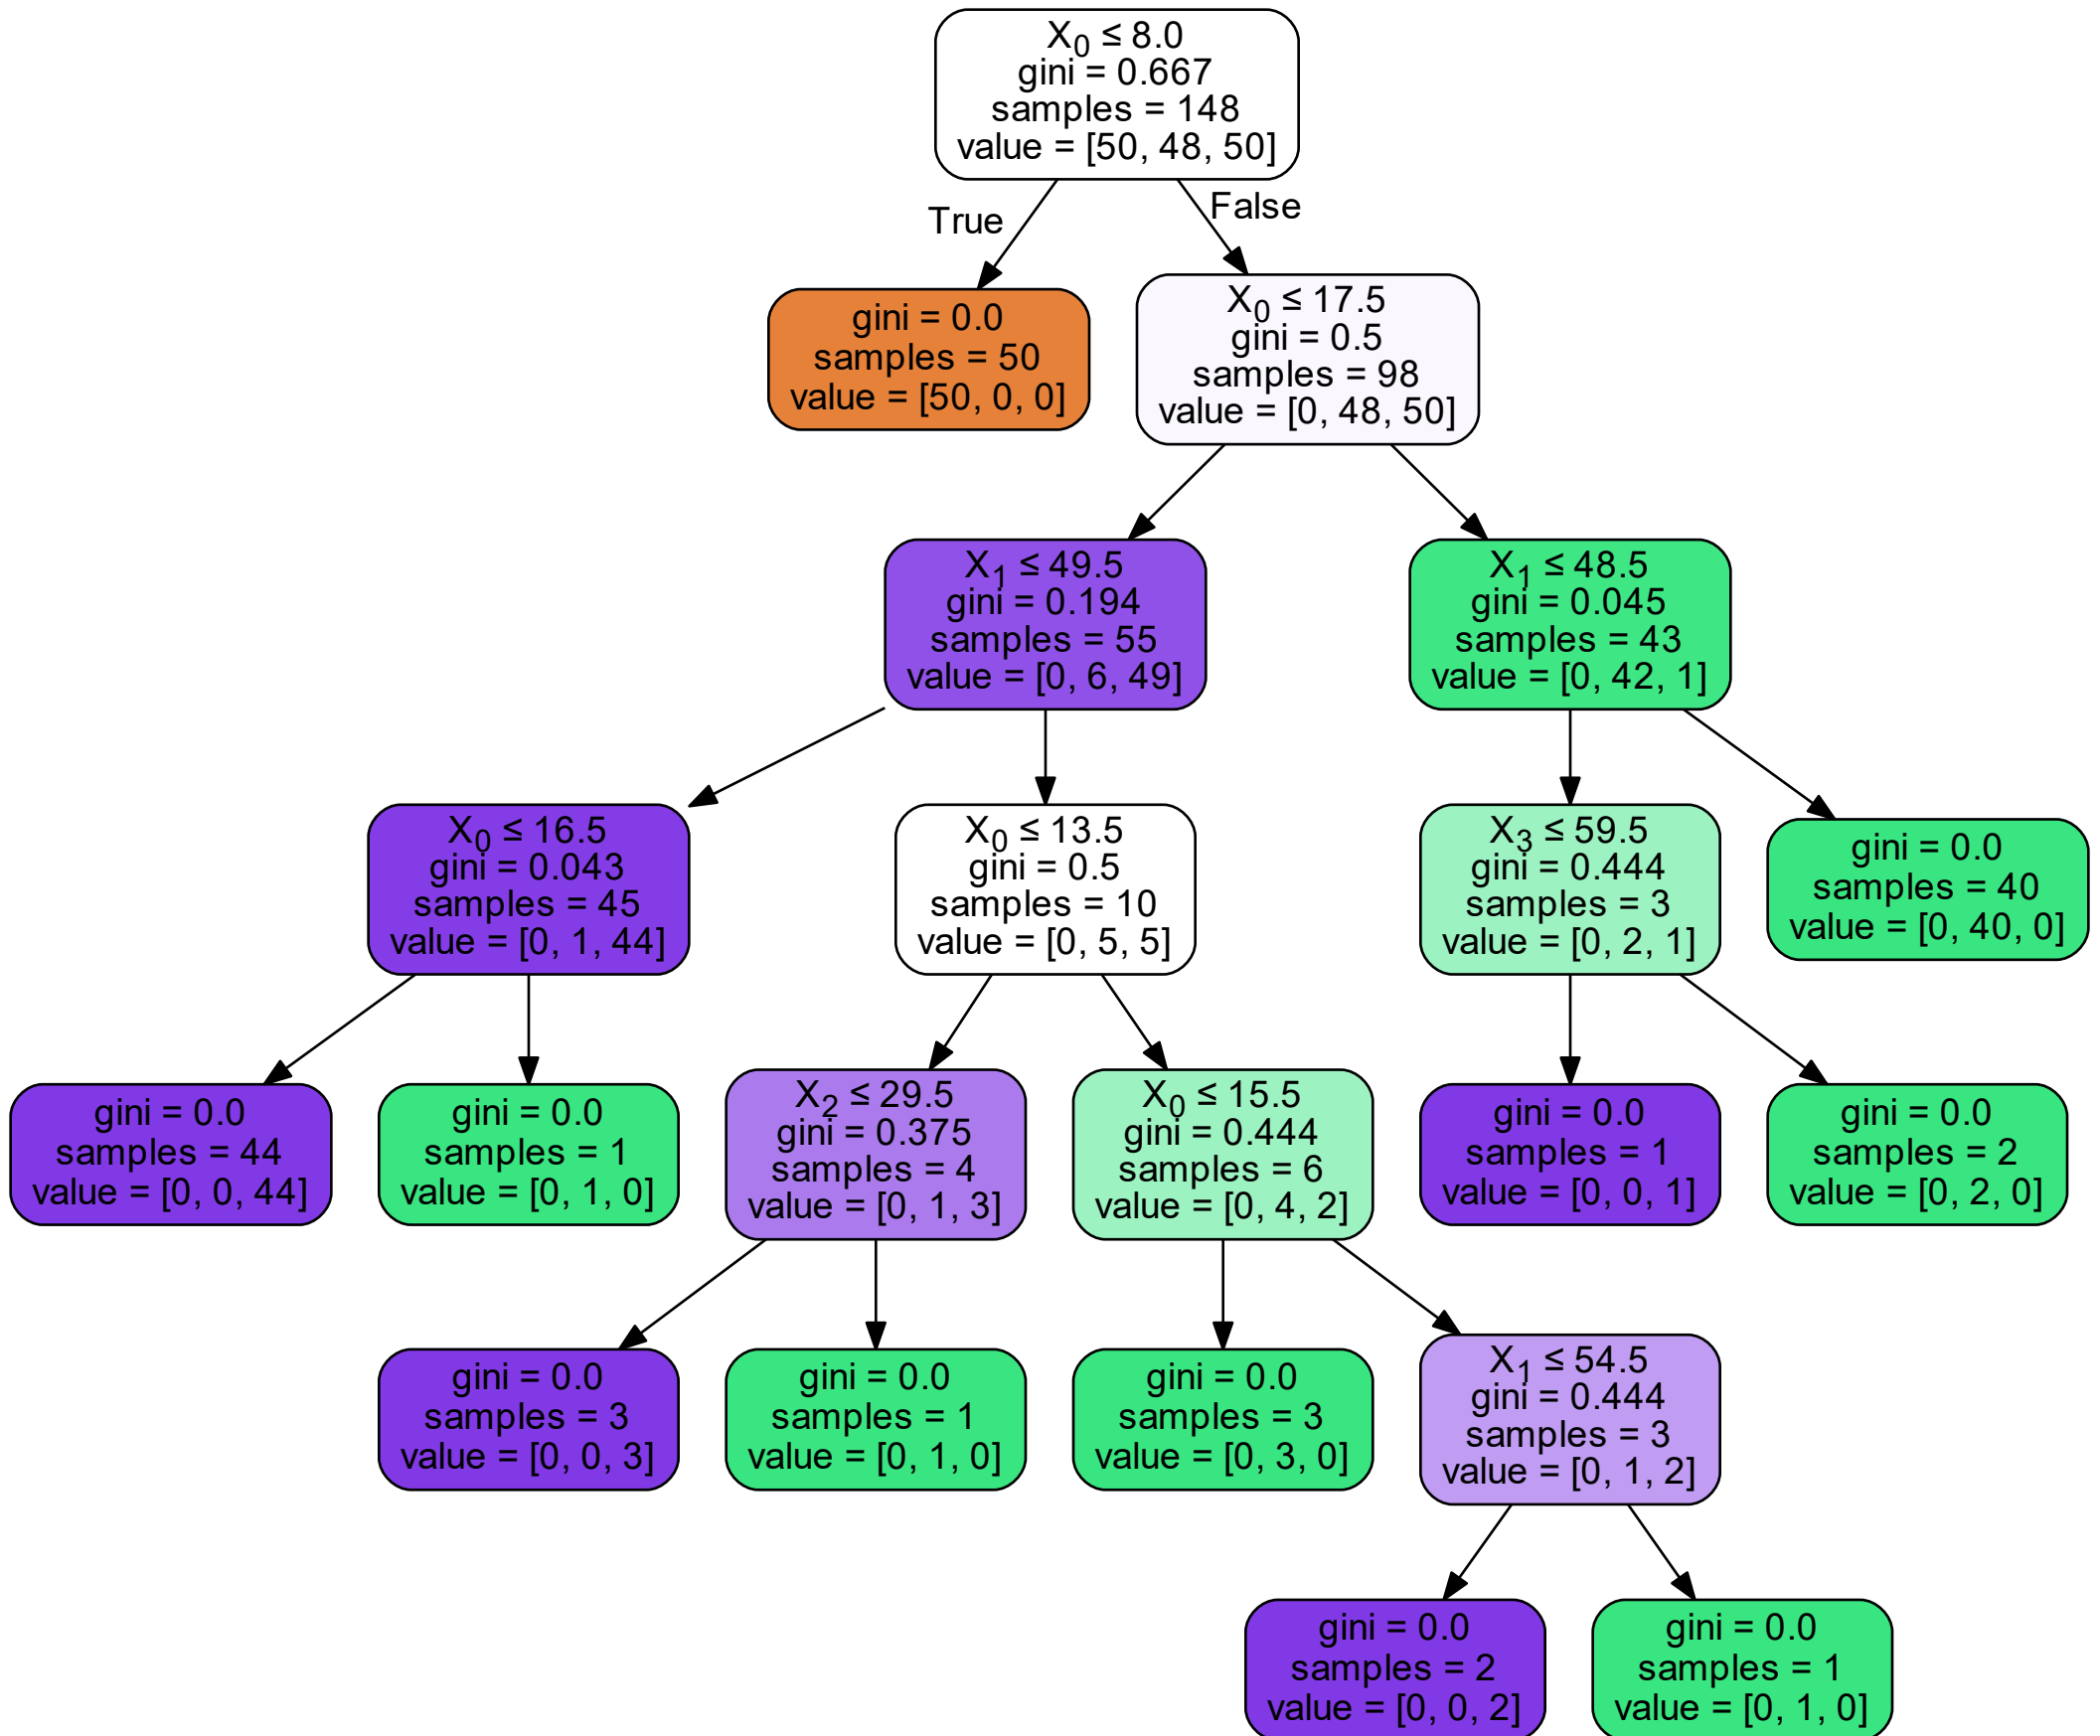 X₀ ≤ 8.0
gini = 0.667
samples = 148
value = [50, 48, 50]
True
False
gini = 0.0
samples = 50
value = [50, 0, 0]
X₀ ≤ 17.5
gini = 0.5
samples = 98
value = [0, 48, 50]
X₁ ≤ 49.5
gini = 0.194
samples = 55
value = [0, 6, 49]
X₁ ≤ 48.5
gini = 0.045
samples = 43
value = [0, 42, 1]
X₀ ≤ 16.5
gini = 0.043
samples = 45
value = [0, 1, 44]
X₀ ≤ 13.5
gini = 0.5
samples = 10
value = [0, 5, 5]
X₃ ≤ 59.5
gini = 0.444
samples = 3
value = [0, 2, 1]
gini = 0.0
samples = 40
value = [0, 40, 0]
gini = 0.0
samples = 44
value = [0, 0, 44]
gini = 0.0
samples = 1
value = [0, 1, 0]
X₂ ≤ 29.5
gini = 0.375
samples = 4
value = [0, 1, 3]
X₀ ≤ 15.5
gini = 0.444
samples = 6
value = [0, 4, 2]
gini = 0.0
samples = 1
value = [0, 0, 1]
gini = 0.0
samples = 2
value = [0, 2, 0]
gini = 0.0
samples = 3
value = [0, 0, 3]
gini = 0.0
samples = 1
value = [0, 1, 0]
gini = 0.0
samples = 3
value = [0, 3, 0]
X₁ ≤ 54.5
gini = 0.444
samples = 3
value = [0, 1, 2]
gini = 0.0
samples = 2
value = [0, 0, 2]
gini = 0.0
samples = 1
value = [0, 1, 0]